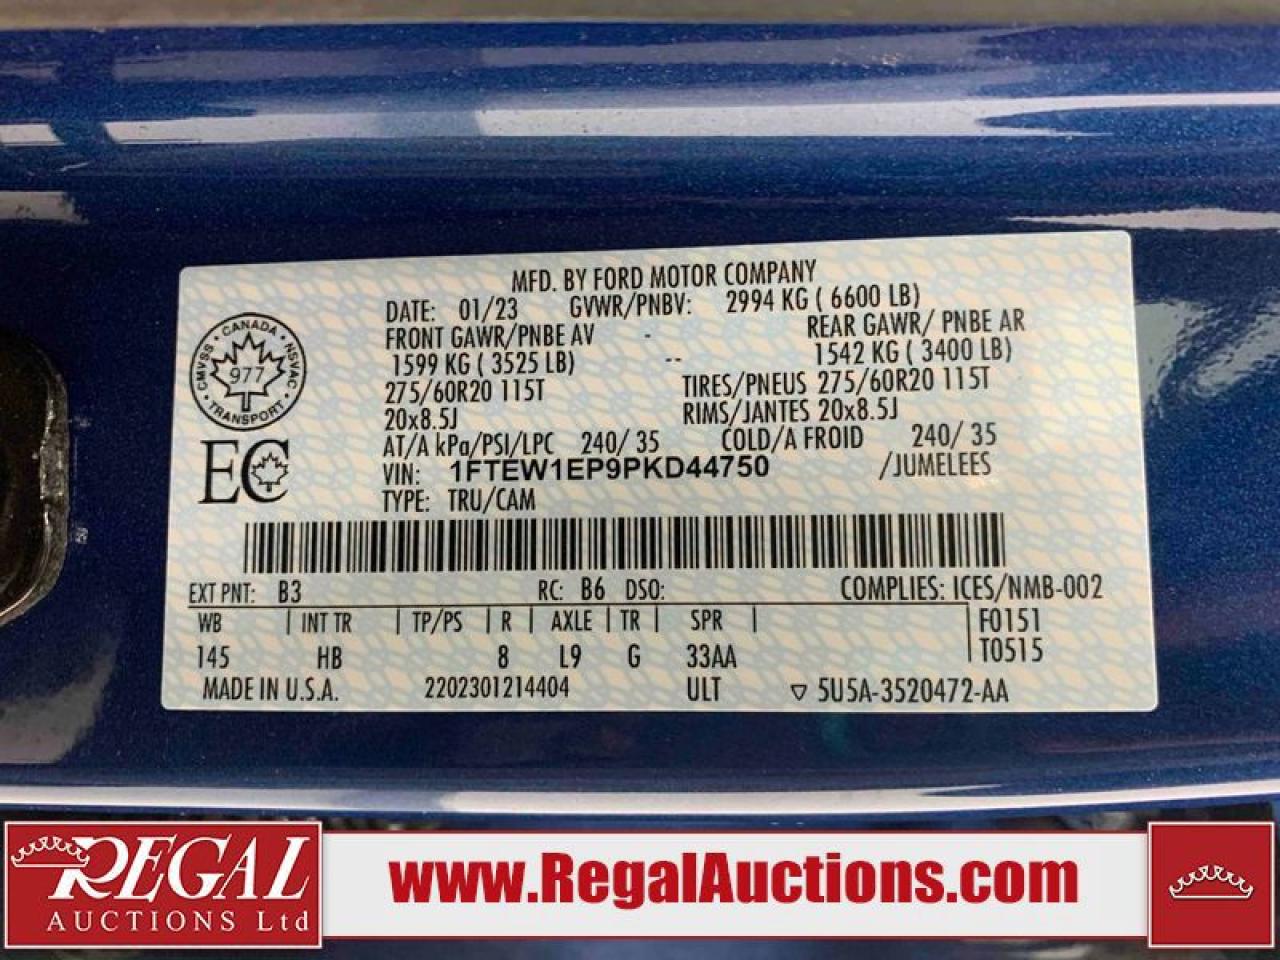 MFD. BY FORD MOTOR COMPANY
DATE: 01/23 GVWR/PNBV: 2994 KG ( 6600 LB)
FRONT GAWR/PNBE AV - REAR GAWR/ PNBE AR
1599 KG ( 3525 LB) -- 1542 KG ( 3400 LB)
275/60R20 115T TIRES/PNEUS 275/60R20 115T
20x8.5J RIMS/JANTES 20x8.5J
AT/A kPa/PSI/LPC 240/ 35 COLD/A FROID 240/ 35
VIN: 1FTEW1EP9PKD44750 /JUMELEES
TYPE: TRU/CAM
CANADA
CMVSS NSVAC
977
TRANSPORT
EC
EXT PNT: B3 RC: B6 DSO: COMPLIES: ICES/NMB-002
WB | INT TR | TP/PS | R | AXLE | TR | SPR | F0151
145 HB 8 L9 G 33AA T0515
MADE IN U.S.A. 2202301214404 ULT ▽ 5U5A-3520472-AA
REGAL
AUCTIONS Ltd
www.RegalAuctions.com